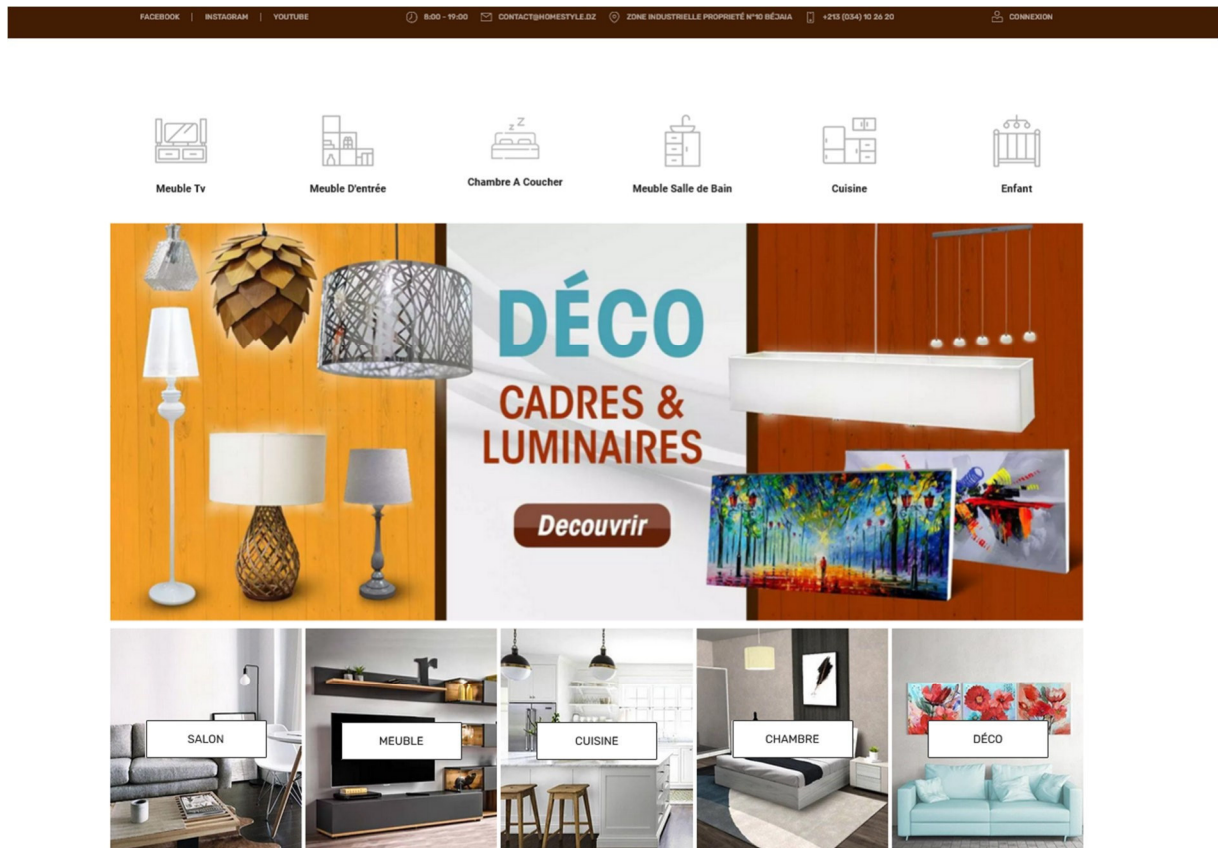 FACEBOOK | INSTAGRAM | YOUTUBE 8:00 - 19:00 CONTACT@HOMESTYLE.DZ ZONE INDUSTRIELLE PROPRIETÉ N°10 BÉJAIA +213 (034) 10 26 20 CONNEXION
Meuble Tv Meuble D'entrée Chambre A Coucher Meuble Salle de Bain Cuisine Enfant
DÉCO
CADRES &
LUMINAIRES
Decouvrir
SALON MEUBLE CUISINE CHAMBRE DÉCO